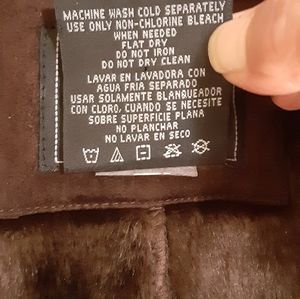 MACHINE WASH COLD SEPARATELY
USE ONLY NON-CHLORINE BLEACH
WHEN NEEDED
FLAT DRY
DO NOT IRON
DO NOT DRY CLEAN
LAVAR EN LAVADORA CON
AGUA FRIA SEPARADO
USAR SOLAMENTE BLANQUEADOR
CON CLORO, CUANDO SE NECESITE
SOBRE SUPERFICIE PLANA
NO PLANCHAR
NO LAVAR EN SECO